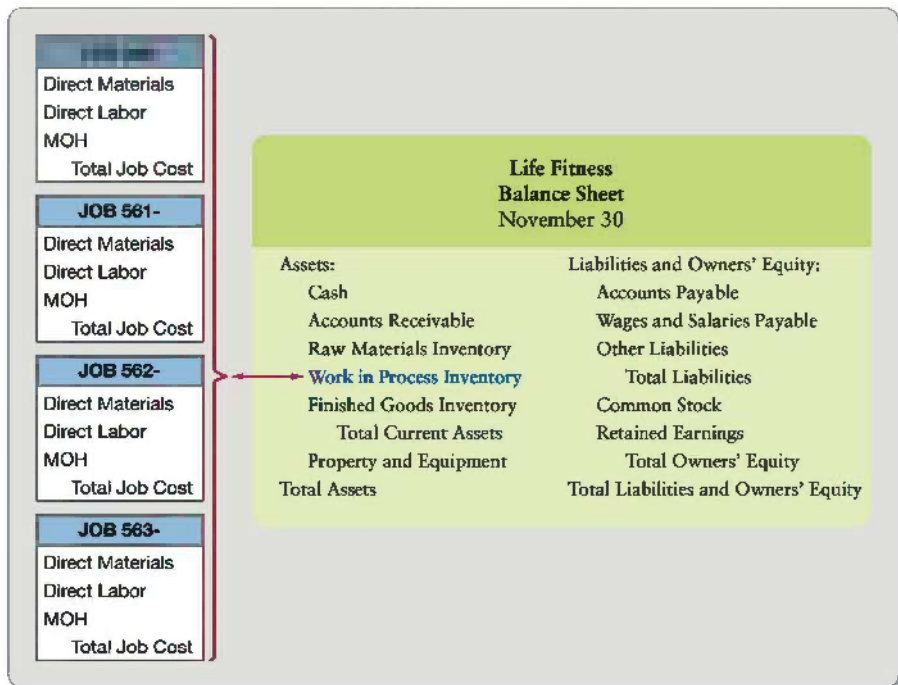 Direct Materials
Direct Labor
MOH
Total Job Cost
JOB 561-
Direct Materials
Direct Labor
MOH
Total Job Cost
JOB 562-
Direct Materials
Direct Labor
MOH
Total Job Cost
JOB 563-
Direct Materials
Direct Labor
MOH
Total Job Cost
Life Fitness
Balance Sheet
November 30
Assets:
Cash
Accounts Receivable
Raw Materials Inventory
Work in Process Inventory
Finished Goods Inventory
Total Current Assets
Property and Equipment
Total Assets
Liabilities and Owners' Equity:
Accounts Payable
Wages and Salaries Payable
Other Liabilities
Total Liabilities
Common Stock
Retained Earnings
Total Owners' Equity
Total Liabilities and Owners' Equity